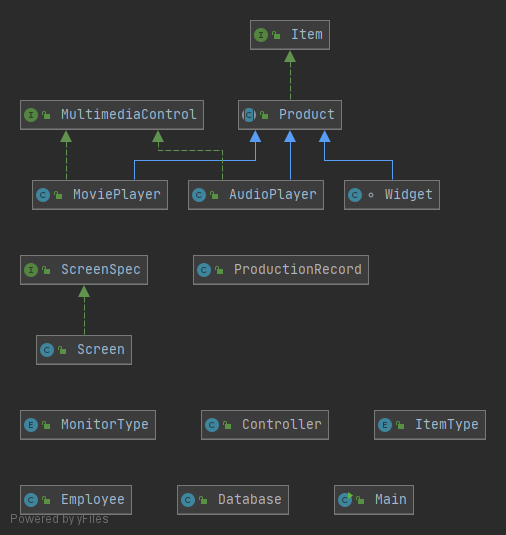 I Item
I MultimediaControl
C Product
C MoviePlayer
C AudioPlayer
C Widget
I ScreenSpec
C ProductionRecord
C Screen
E MonitorType
C Controller
E ItemType
C Employee
C Database
C Main
Powered by yFiles